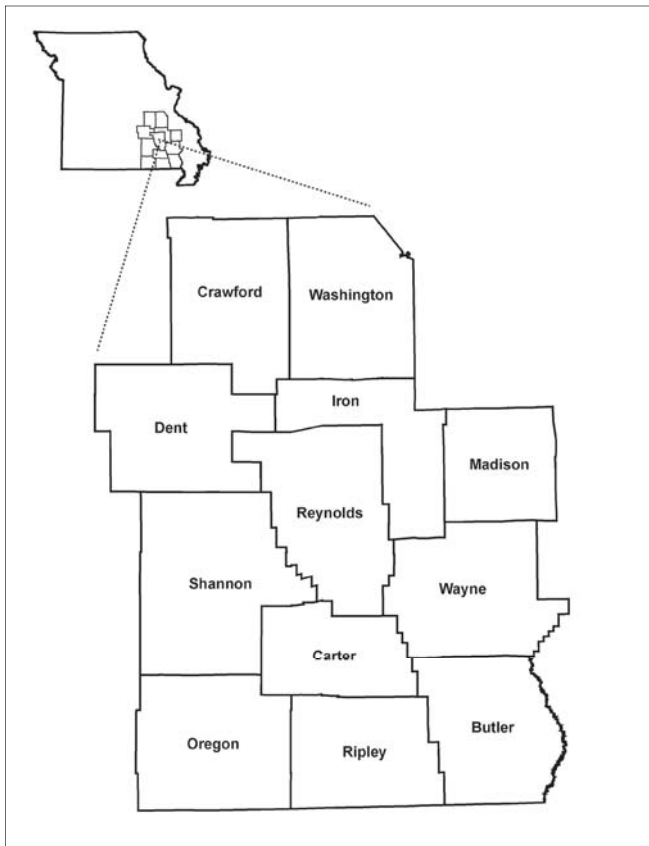 Crawford
Washington
Iron
Dent
Madison
Reynolds
Shannon
Wayne
Carter
Butler
Oregon
Ripley